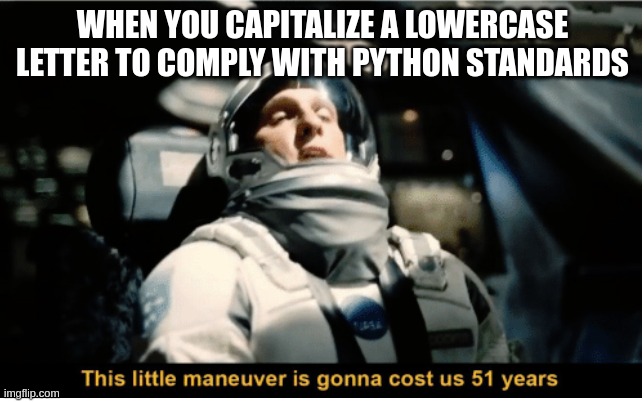 WHEN YOU CAPITALIZE A LOWERCASE
LETTER TO COMPLY WITH PYTHON STANDARDS
NASA
This little maneuver is gonna cost us 51 years
imgflip.com